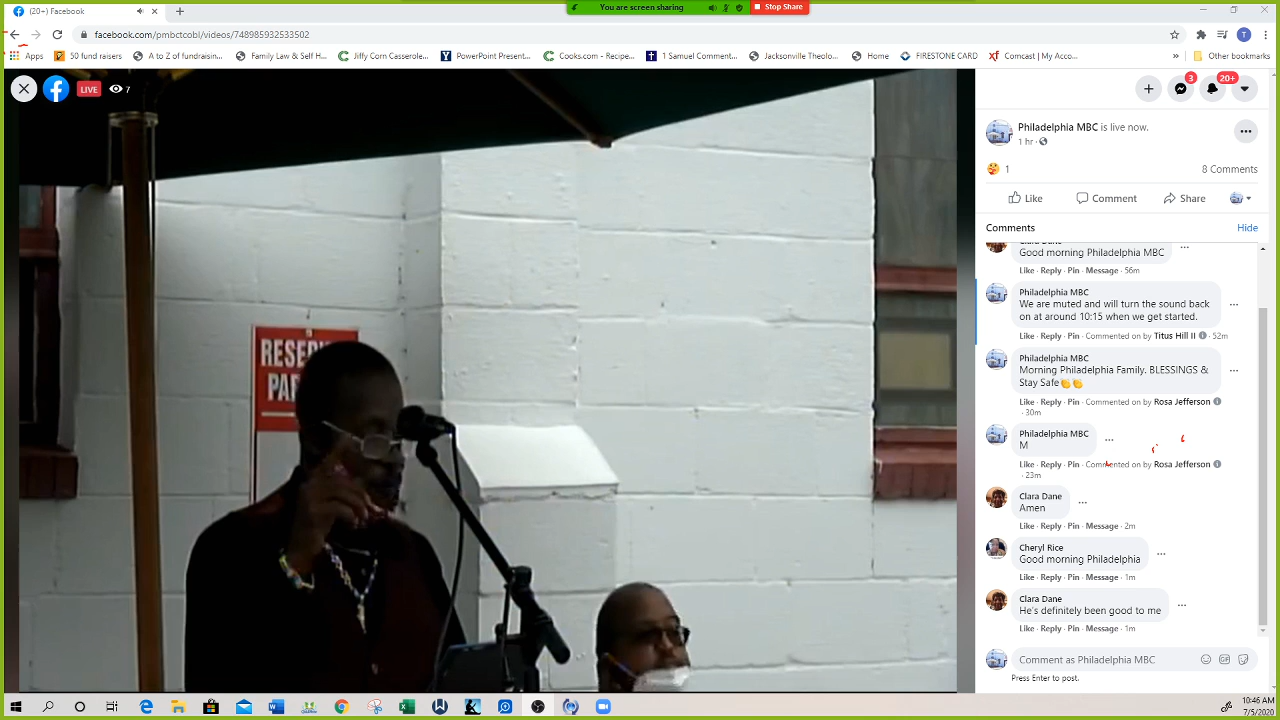 You are screen sharing
Stop Share
(20+) Facebook
facebook.com/pmbctcobl/videos/748985932533502
Apps
50 fund raisers
A to Z of fundraisi...
Family Law & Self H...
Jiffy Corn Casserole...
PowerPoint Present...
Cooks.com - Recipe...
1 Samuel Comment...
Jacksonville Theolo...
Home
FIRESTONE CARD
Comcast | My Acco...
Other bookmarks
LIVE
7
3
20+
Philadelphia MBC is live now.
1 hr
1
8 Comments
Like
Comment
Share
Comments
Hide
Good morning Philadelphia MBC
Like · Reply · Pin · Message · 56m
Philadelphia MBC
We are muted and will turn the sound back
on at around 10:15 when we get started.
Like · Reply · Pin · Commented on by Titus Hill II · 52m
Philadelphia MBC
Morning Philadelphia Family. BLESSINGS &
Stay Safe👏👏
Like · Reply · Pin · Commented on by Rosa Jefferson
· 30m
Philadelphia MBC
M
Like · Reply · Pin · Commented on by Rosa Jefferson
· 23m
Clara Dane
Amen
Like · Reply · Pin · Message · 2m
Cheryl Rice
Good morning Philadelphia
Like · Reply · Pin · Message · 1m
Clara Dane
He's definitely been good to me
Like · Reply · Pin · Message · 1m
Comment as Philadelphia MBC
Press Enter to post.
10:46 AM
7/5/2020